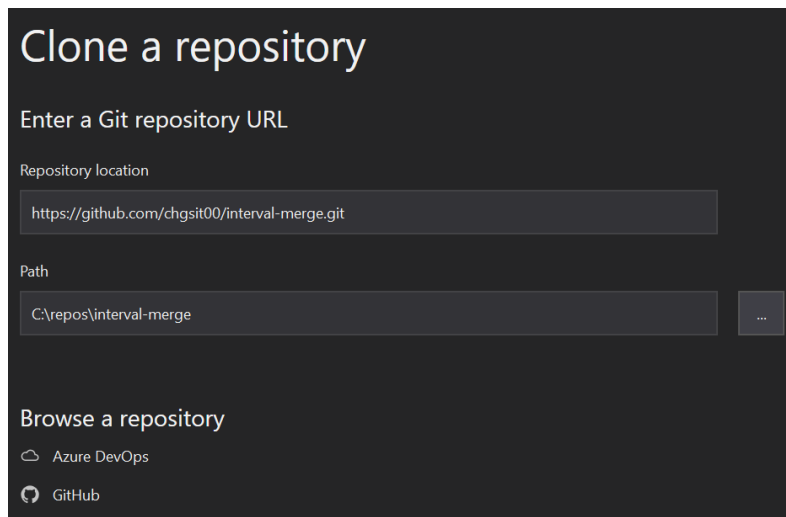 Clone a repository
Enter a Git repository URL
Repository location
https://github.com/chgsit00/interval-merge.git
Path
C:\repos\interval-merge
...
Browse a repository
Azure DevOps
GitHub